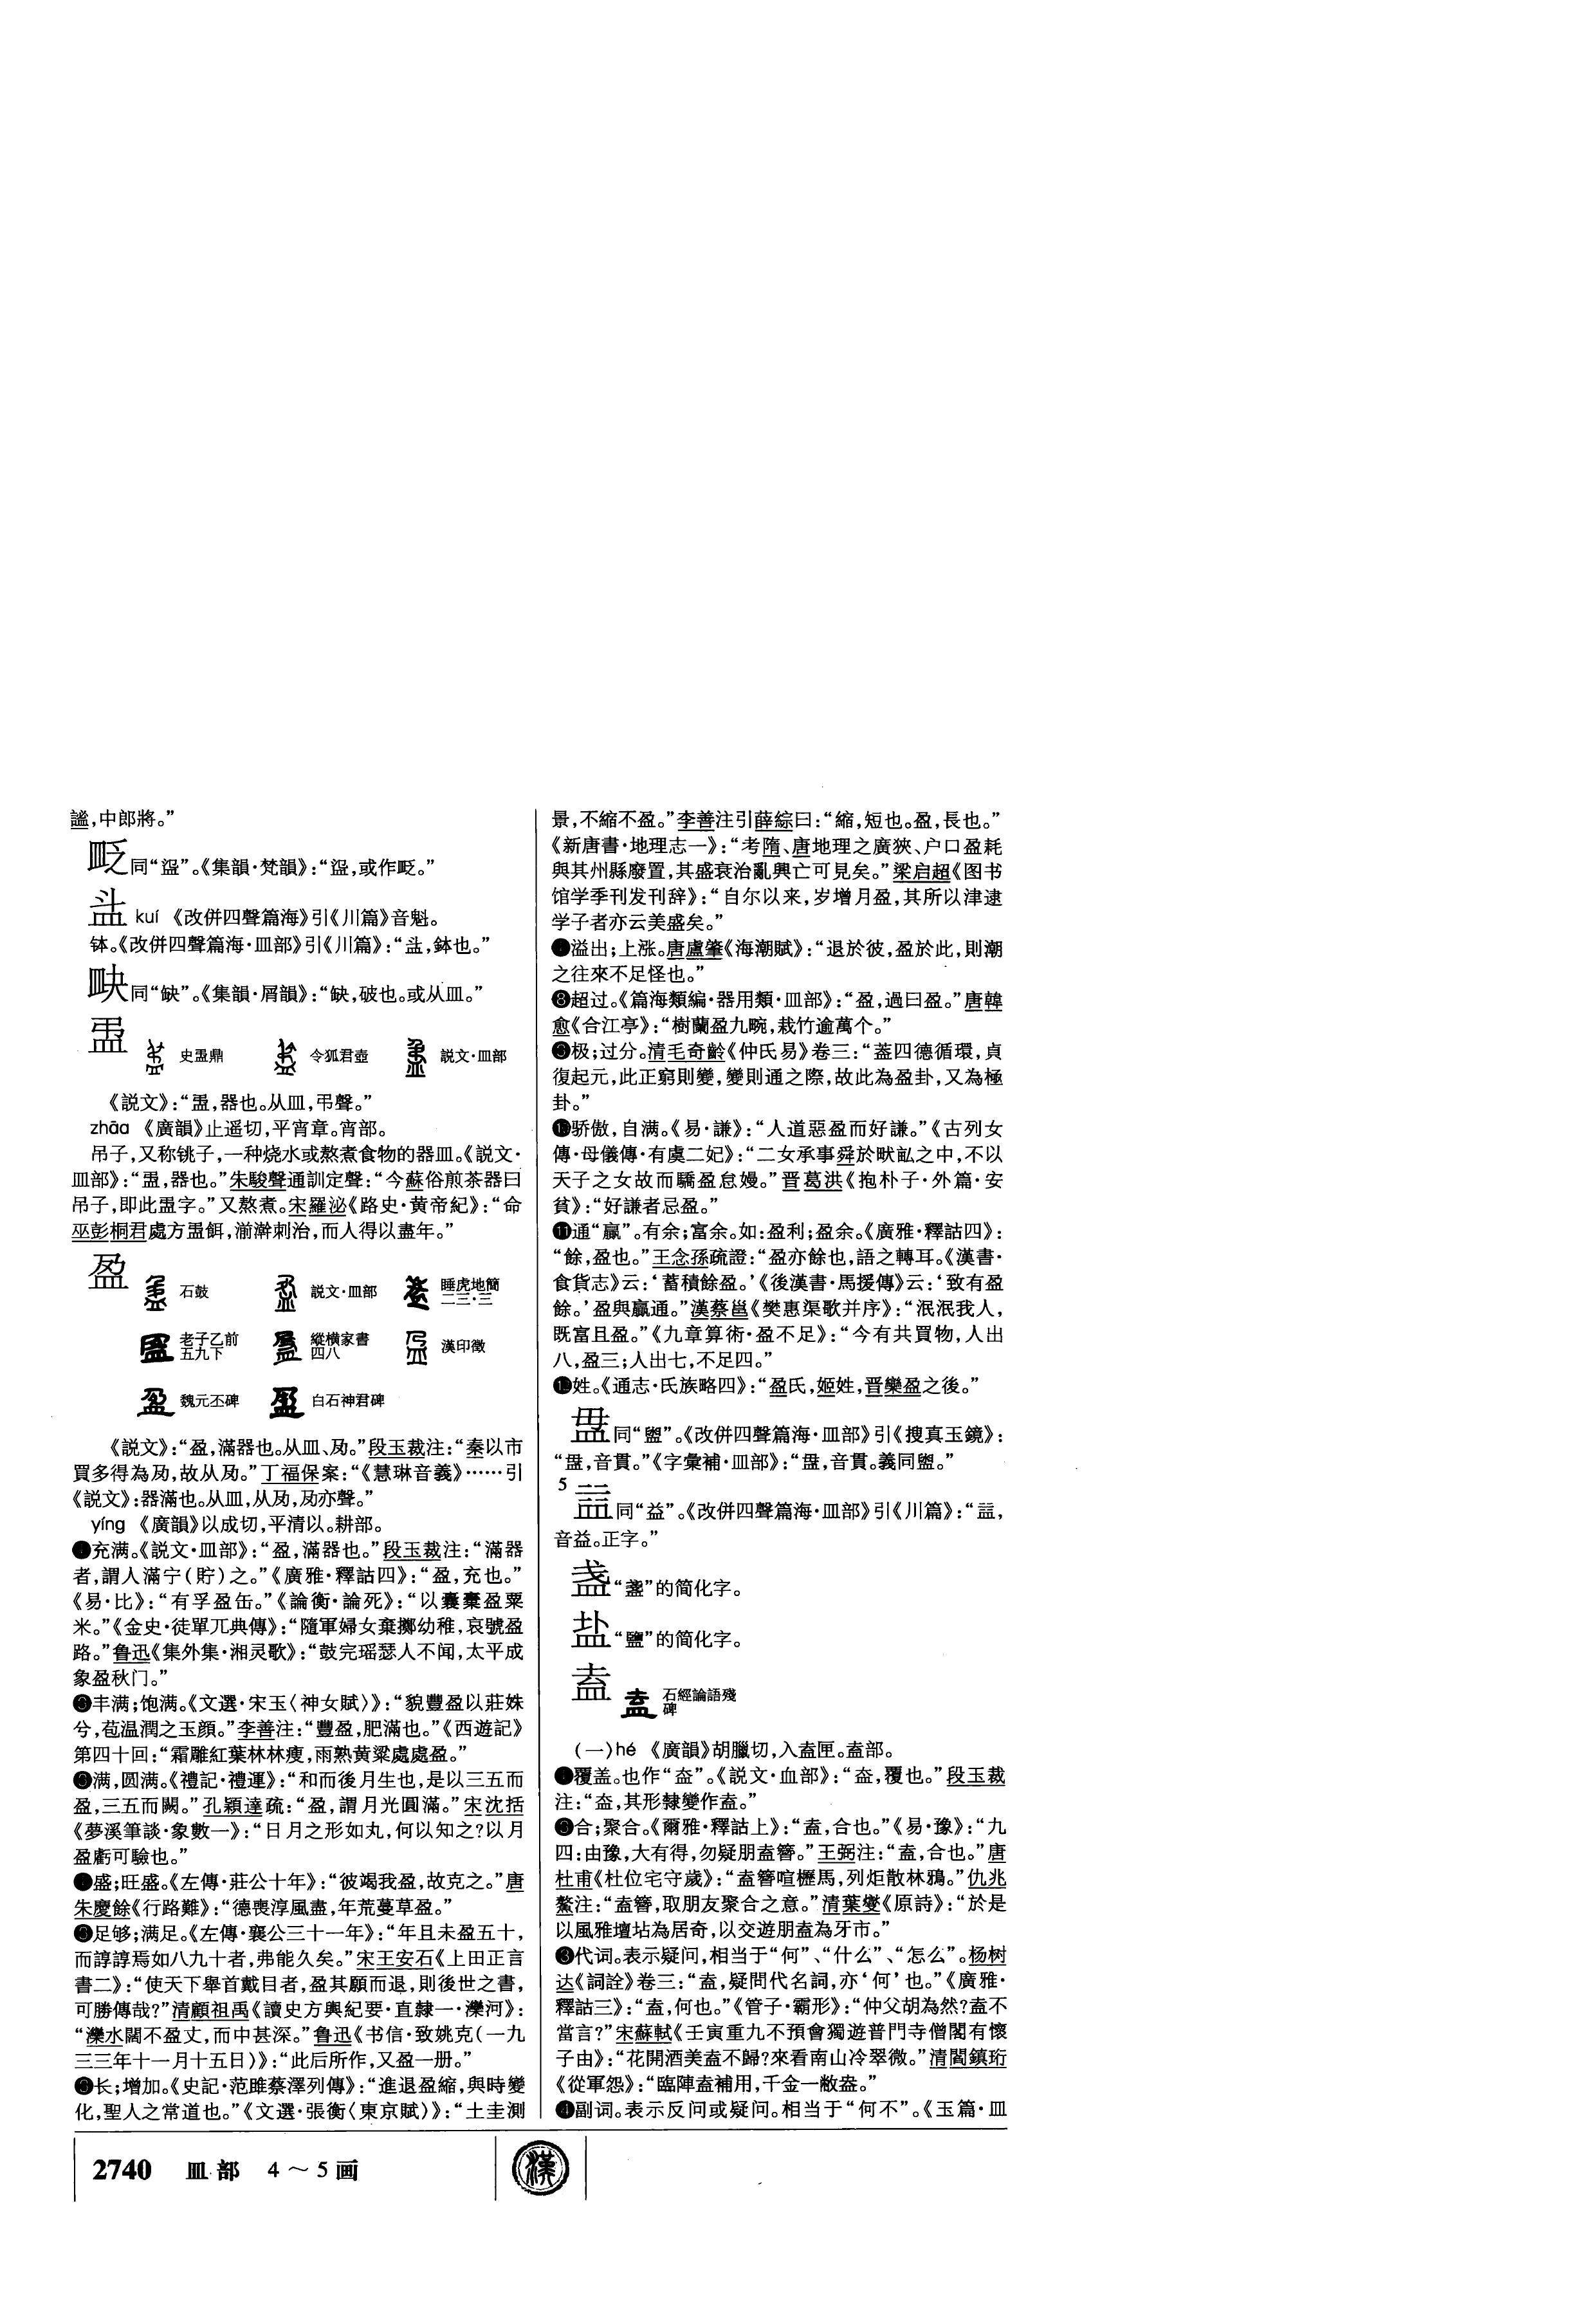 謐,中郎將。”
同“㿬”。《集韻·梵韻》:“㿬,或作。”
kuí 《改併四聲篇海》引《川篇》音魁。
钵。《改併四聲篇海·皿部》引《川篇》:“,鉢也。”
同“缺”。《集韻·屑韻》:“缺,破也。或从皿。”
盄
史盄鼎 令狐君壺 説文·皿部
《説文》:“盄,器也。从皿,弔聲。”
zhāo 《廣韻》止遥切,平宵章。宵部。
吊子,又称铫子,一种烧水或熬煮食物的器皿。《説文·
皿部》:“盄,器也。”朱駿聲通訓定聲:“今蘇俗煎茶器曰
吊子,即此盄字。”又熬煮。宋羅泌《路史·黄帝紀》:“命
巫彭桐君處方盄餌,湔澣刺治,而人得以盡年。”
盈
石鼓 説文·皿部 睡虎地簡二三·三
老子乙前五九下 縱横家書四八 漢印徵
魏元丕碑 白石神君碑
《説文》:“盈,滿器也。从皿、夃。”段玉裁注:“秦以市
買多得為夃,故从夃。”丁福保案:“《慧琳音義》……引
《説文》:器滿也。从皿,从夃,夃亦聲。”
yíng 《廣韻》以成切,平清以。耕部。
❶充满。《説文·皿部》:“盈,滿器也。”段玉裁注:“滿器
者,謂人滿宁(貯)之。”《廣雅·釋詁四》:“盈,充也。”
《易·比》:“有孚盈缶。”《論衡·論死》:“以囊橐盈粟
米。”《金史·徒單兀典傳》:“隨軍婦女棄擲幼稚,哀號盈
路。”鲁迅《集外集·湘灵歌》:“鼓完瑶瑟人不闻,太平成
象盈秋门。”
❷丰满;饱满。《文選·宋玉〈神女賦〉》:“貌豐盈以莊姝
兮,苞温潤之玉顔。”李善注:“豐盈,肥滿也。”《西遊記》
第四十回:“霜雕紅葉林林瘦,雨熟黄粱處處盈。”
❸满,圆满。《禮記·禮運》:“和而後月生也,是以三五而
盈,三五而闕。”孔穎達疏:“盈,謂月光圓滿。”宋沈括
《夢溪筆談·象數一》:“日月之形如丸,何以知之?以月
盈虧可驗也。”
❹盛;旺盛。《左傳·莊公十年》:“彼竭我盈,故克之。”唐
朱慶餘《行路難》:“德喪淳風盡,年荒蔓草盈。”
❺足够;满足。《左傳·襄公三十一年》:“年且未盈五十,
而諄諄焉如八九十者,弗能久矣。”宋王安石《上田正言
書二》:“使天下舉首戴目者,盈其願而退,則後世之書,
可勝傳哉?”清顧祖禹《讀史方輿紀要·直隸一·濼河》:
“濼水闊不盈丈,而中甚深。”鲁迅《书信·致姚克(一九
三三年十一月十五日)》:“此后所作,又盈一册。”
❻长;增加。《史記·范雎蔡澤列傳》:“進退盈縮,與時變
化,聖人之常道也。”《文選·張衡〈東京賦〉》:“土圭測
景,不縮不盈。”李善注引薛綜曰:“縮,短也。盈,長也。”
《新唐書·地理志一》:“考隋、唐地理之廣狹、户口盈耗
與其州縣廢置,其盛衰治亂興亡可見矣。”梁启超《图书
馆学季刊发刊辞》:“自尔以来,岁增月盈,其所以津逮
学子者亦云美盛矣。”
❼溢出;上涨。唐盧肇《海潮賦》:“退於彼,盈於此,則潮
之往來不足怪也。”
❽超过。《篇海類編·器用類·皿部》:“盈,過曰盈。”唐韓
愈《合江亭》:“樹蘭盈九畹,栽竹逾萬个。”
❾极;过分。清毛奇齡《仲氏易》卷三:“蓋四德循環,貞
復起元,此正窮則變,變則通之際,故此為盈卦,又為極
卦。”
❿骄傲,自满。《易·謙》:“人道惡盈而好謙。”《古列女
傳·母儀傳·有虞二妃》:“二女承事舜於畎畝之中,不以
天子之女故而驕盈怠嫚。”晋葛洪《抱朴子·外篇·安
貧》:“好謙者忌盈。”
⓫通“贏”。有余;富余。如:盈利;盈余。《廣雅·釋詁四》:
“餘,盈也。”王念孫疏證:“盈亦餘也,語之轉耳。《漢書·
食貨志》云:‘蓄積餘盈。’《後漢書·馬援傳》云:‘致有盈
餘。’盈與贏通。”漢蔡邕《樊惠渠歌并序》:“泯泯我人,
既富且盈。”《九章算術·盈不足》:“今有共買物,人出
八,盈三;人出七,不足四。”
⓬姓。《通志·氏族略四》:“盈氏,姬姓,晋欒盈之後。”
同“盥”。《改併四聲篇海·皿部》引《搜真玉鏡》:
“,音貫。”《字彙補·皿部》:“,音貫。義同盥。”
5
同“益”。《改併四聲篇海·皿部》引《川篇》:“,
音益。正字。”
盏“盞”的简化字。
盐“鹽”的简化字。
盍
石經論語殘碑
(一)hé 《廣韻》胡臘切,入盍匣。盍部。
❶覆盖。也作“盇”。《説文·血部》:“盇,覆也。”段玉裁
注:“盇,其形隸變作盍。”
❷合;聚合。《爾雅·釋詁上》:“盍,合也。”《易·豫》:“九
四:由豫,大有得,勿疑朋盍簪。”王弼注:“盍,合也。”唐
杜甫《杜位宅守歲》:“盍簪喧櫪馬,列炬散林鴉。”仇兆
鰲注:“盍簪,取朋友聚合之意。”清葉燮《原詩》:“於是
以風雅壇坫為居奇,以交遊朋盍為牙市。”
❸代词。表示疑问,相当于“何”、“什么”、“怎么”。杨树
达《詞詮》卷三:“盍,疑問代名詞,亦‘何’也。”《廣雅·
釋詁三》:“盍,何也。”《管子·霸形》:“仲父胡為然?盍不
當言?”宋蘇軾《壬寅重九不預會獨遊普門寺僧閣有懷
子由》:“花開酒美盍不歸?來看南山冷翠微。”清閻鎮珩
《從軍怨》:“臨陣盍補用,千金一敝盎。”
❹副词。表示反问或疑问。相当于“何不”。《玉篇·皿
2740 皿部 4～5画
漢